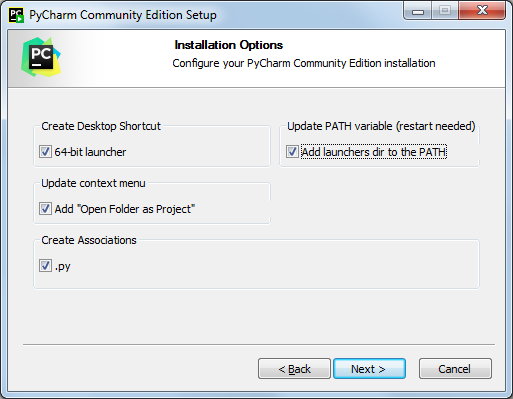 PyCharm Community Edition Setup
PC
Installation Options
Configure your PyCharm Community Edition installation
Create Desktop Shortcut
Update PATH variable (restart needed)
64-bit launcher
Add launchers dir to the PATH
Update context menu
Add "Open Folder as Project"
Create Associations
.py
< Back
Next >
Cancel